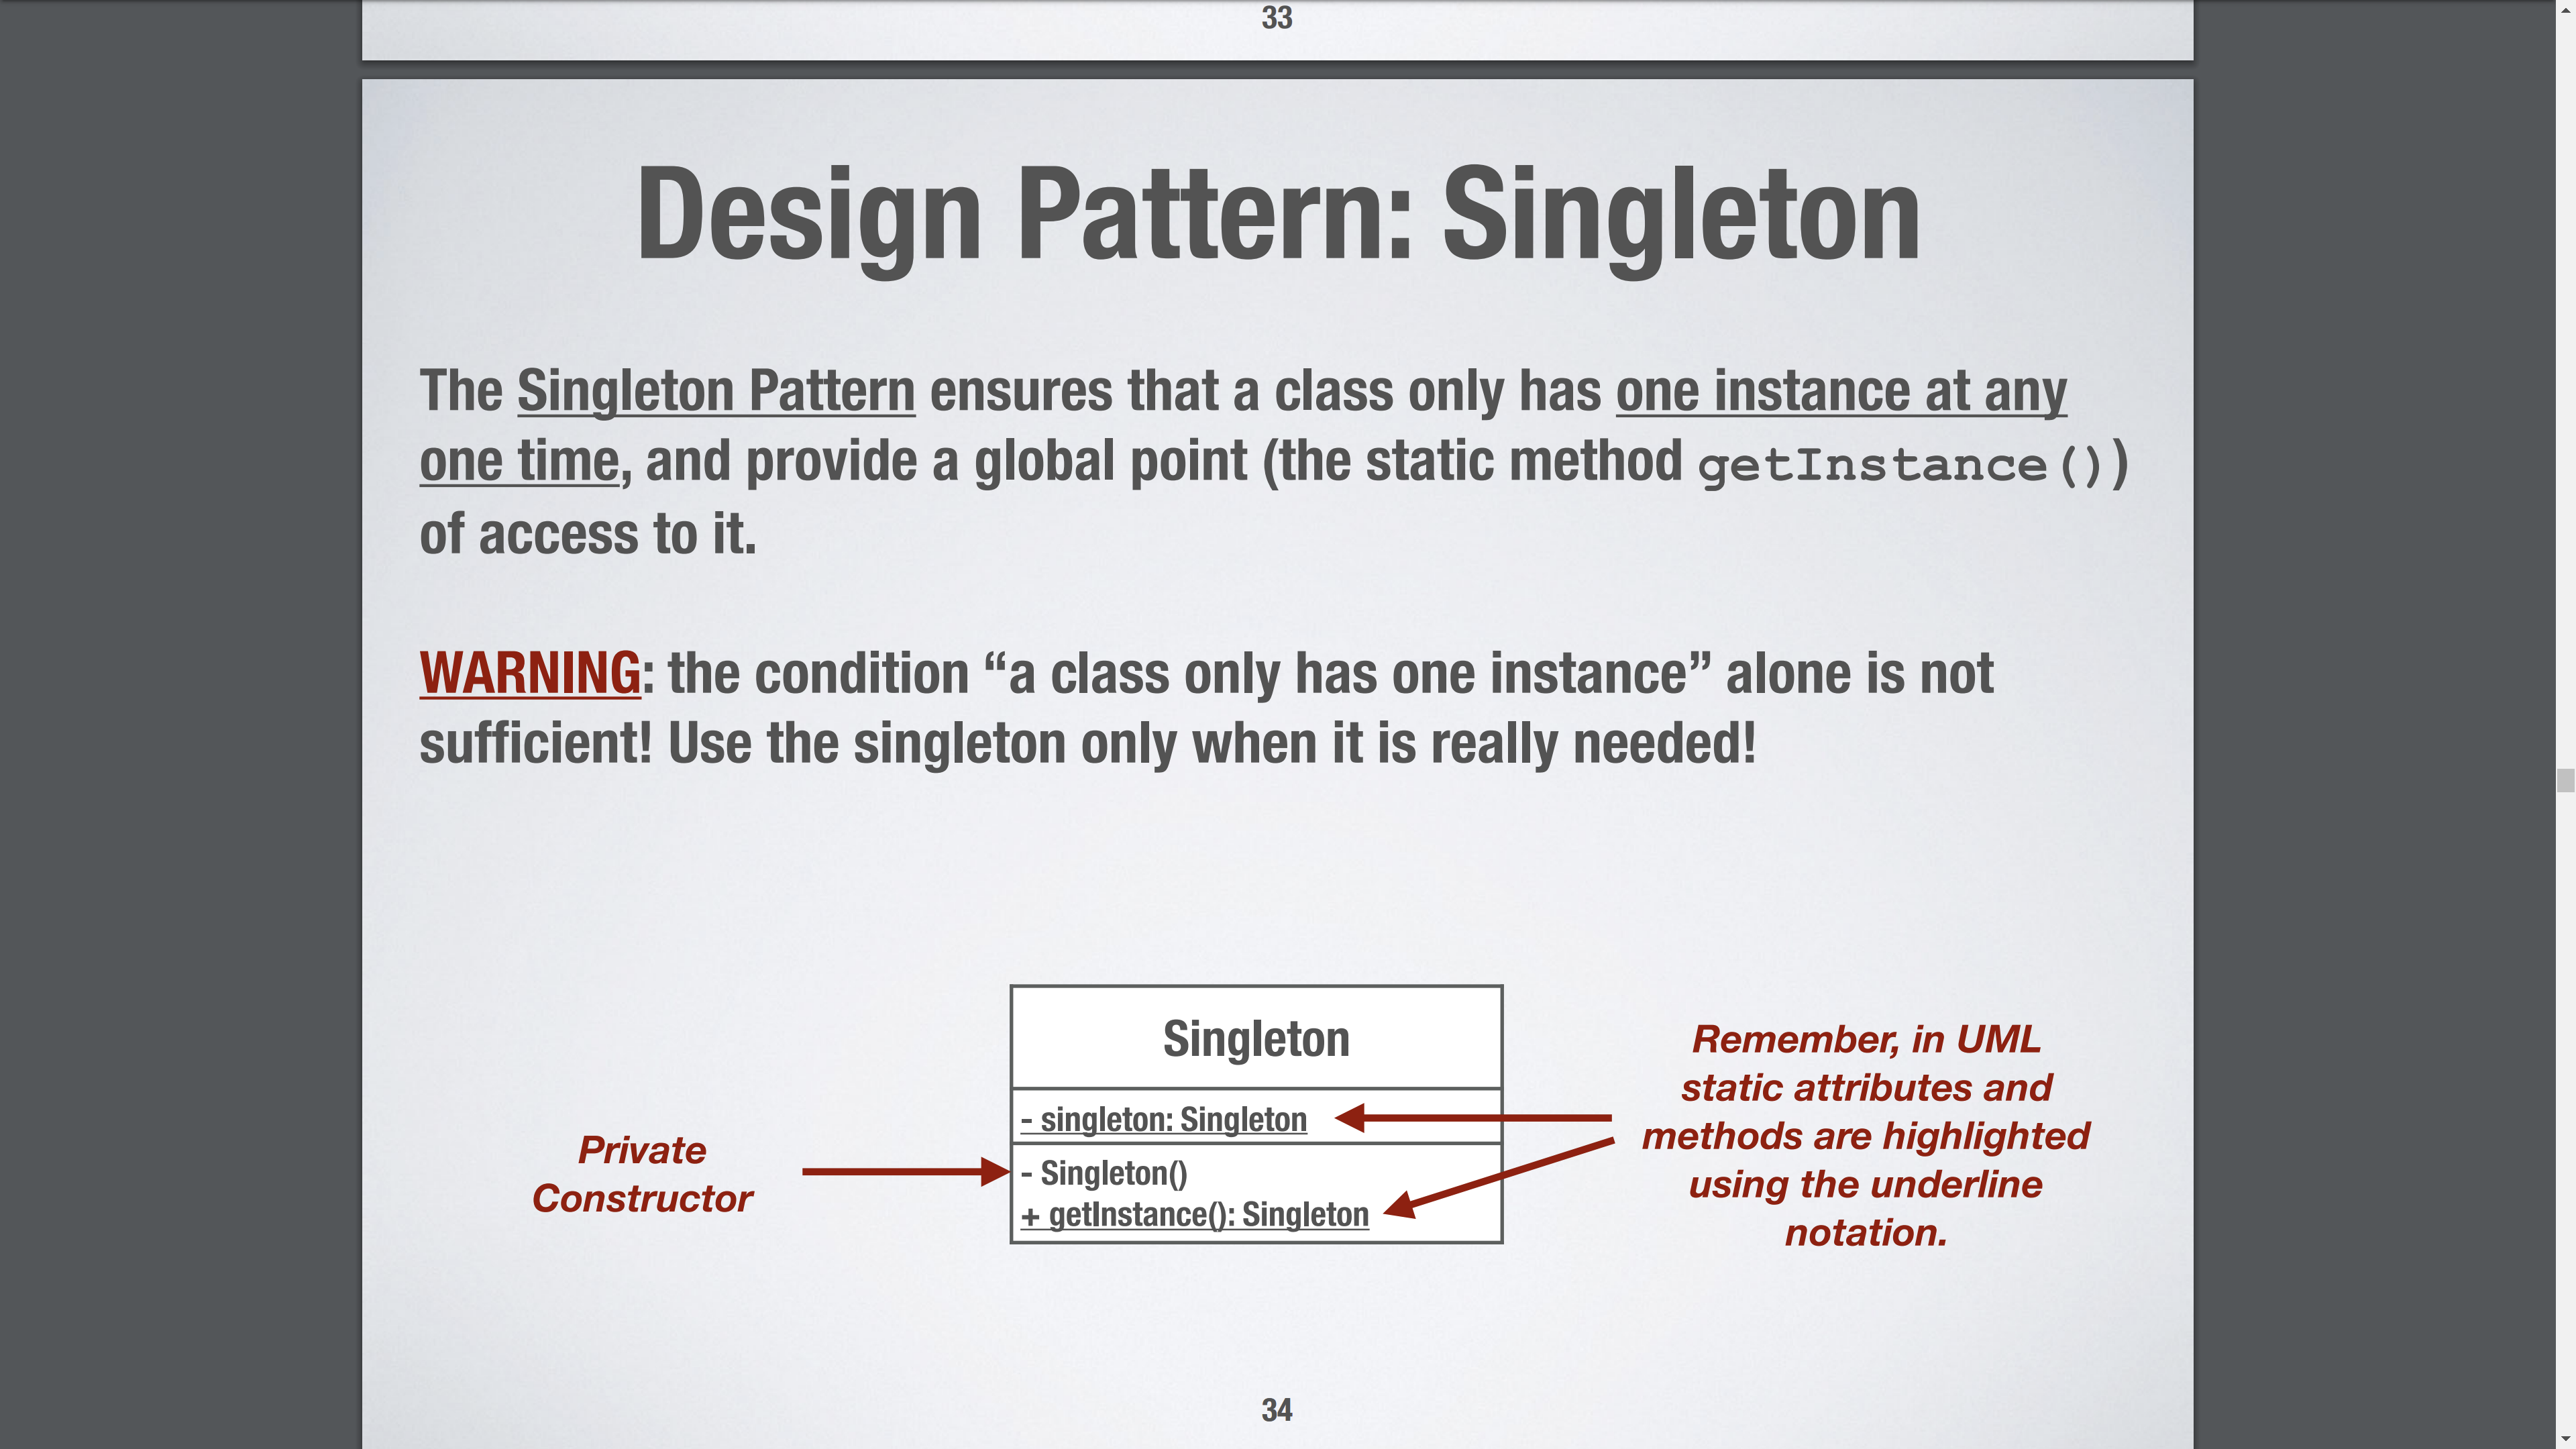 33
Design Pattern: Singleton
The Singleton Pattern ensures that a class only has one instance at any
one time, and provide a global point (the static method getInstance())
of access to it.
WARNING: the condition “a class only has one instance” alone is not
sufficient! Use the singleton only when it is really needed!
Singleton
- singleton: Singleton
- Singleton()
+ getInstance(): Singleton
Private
Constructor
Remember, in UML
static attributes and
methods are highlighted
using the underline
notation.
34